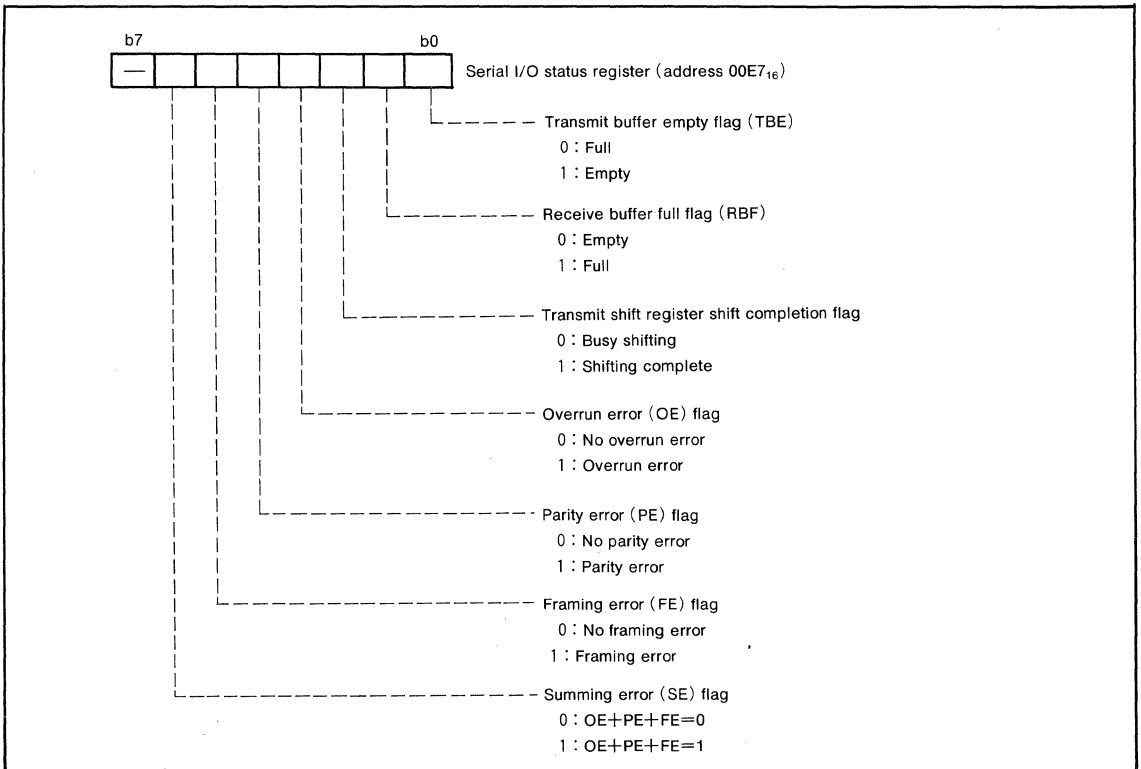 b7 b0
— Serial I/O status register (address 00E7₁₆)
Transmit buffer empty flag (TBE)
0 : Full
1 : Empty
Receive buffer full flag (RBF)
0 : Empty
1 : Full
Transmit shift register shift completion flag
0 : Busy shifting
1 : Shifting complete
Overrun error (OE) flag
0 : No overrun error
1 : Overrun error
Parity error (PE) flag
0 : No parity error
1 : Parity error
Framing error (FE) flag
0 : No framing error
1 : Framing error
Summing error (SE) flag
0 : OE+PE+FE=0
1 : OE+PE+FE=1